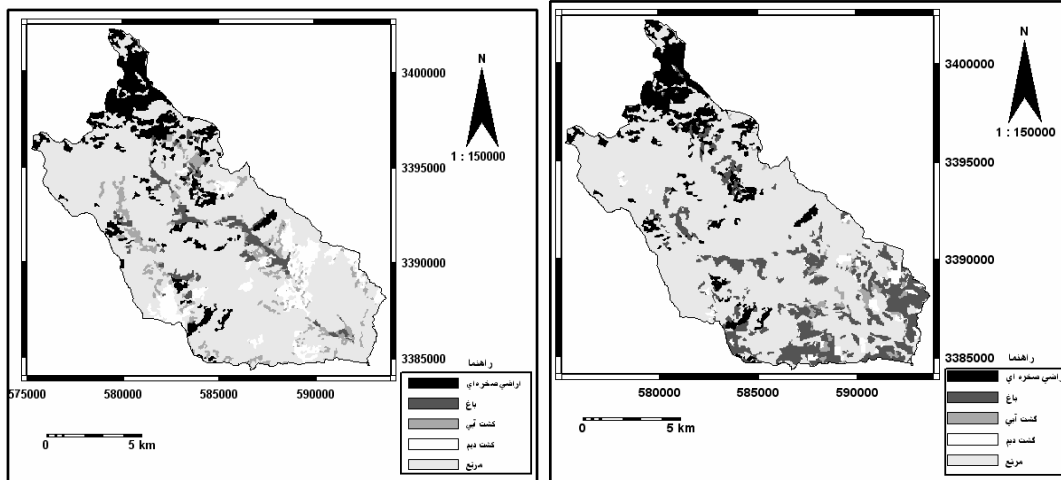 N
1 : 150000
3400000
3395000
3390000
3385000
575000
580000
585000
590000
0
5 km
راهنما
اراضي صخره اي
باغ
كشت آبي
كشت ديم
مرتع
N
1 : 150000
3400000
3395000
3390000
3385000
580000
585000
590000
0
5 km
راهنما
اراضي صخره اي
باغ
كشت آبي
كشت ديم
مرتع